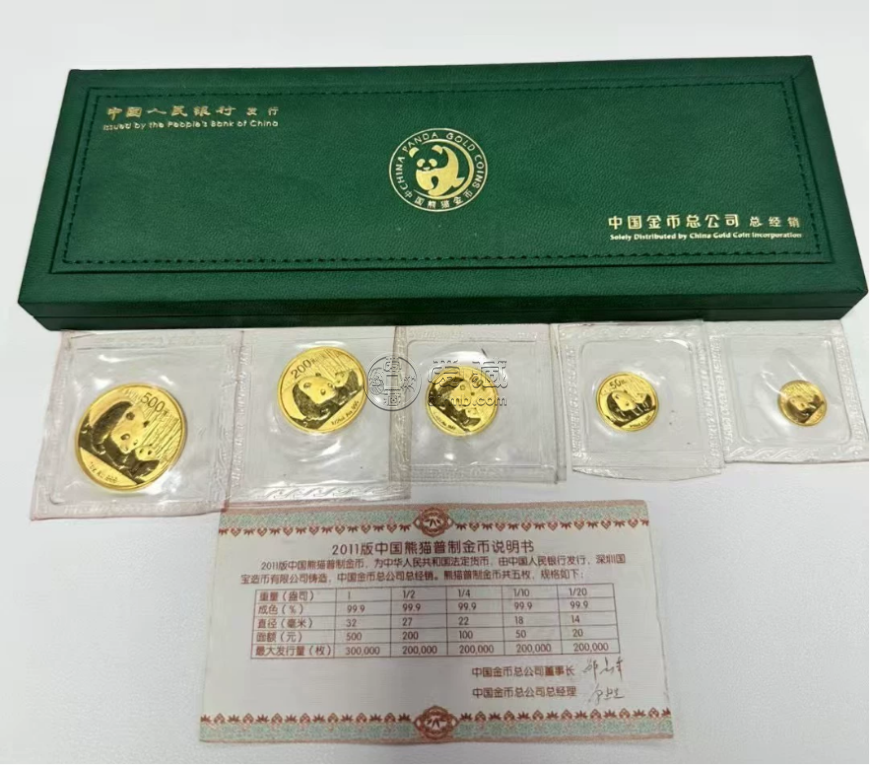 中国人民银行 发行
Issued by the People's Bank of China
CHINA PANDA GOLD COINS
中国熊猫金币
中国金币总公司 总经销
Solely Distributed by China Gold Coin Incorporation
500元
200元
50元
2011版中国熊猫普制金币说明书
2011版中国熊猫普制金币，为中华人民共和国法定货币，由中国人民银行发行，深圳国
宝造币有限公司铸造，中国金币总公司总经销。熊猫普制金币共五枚，规格如下：
重量（盎司） 1 1/2 1/4 1/10 1/20
成色（%） 99.9 99.9 99.9 99.9 99.9
直径（毫米） 32 27 22 18 14
面额（元） 500 200 100 50 20
最大发行量（枚） 300,000 200,000 200,000 200,000 200,000
中国金币总公司董事长
中国金币总公司总经理